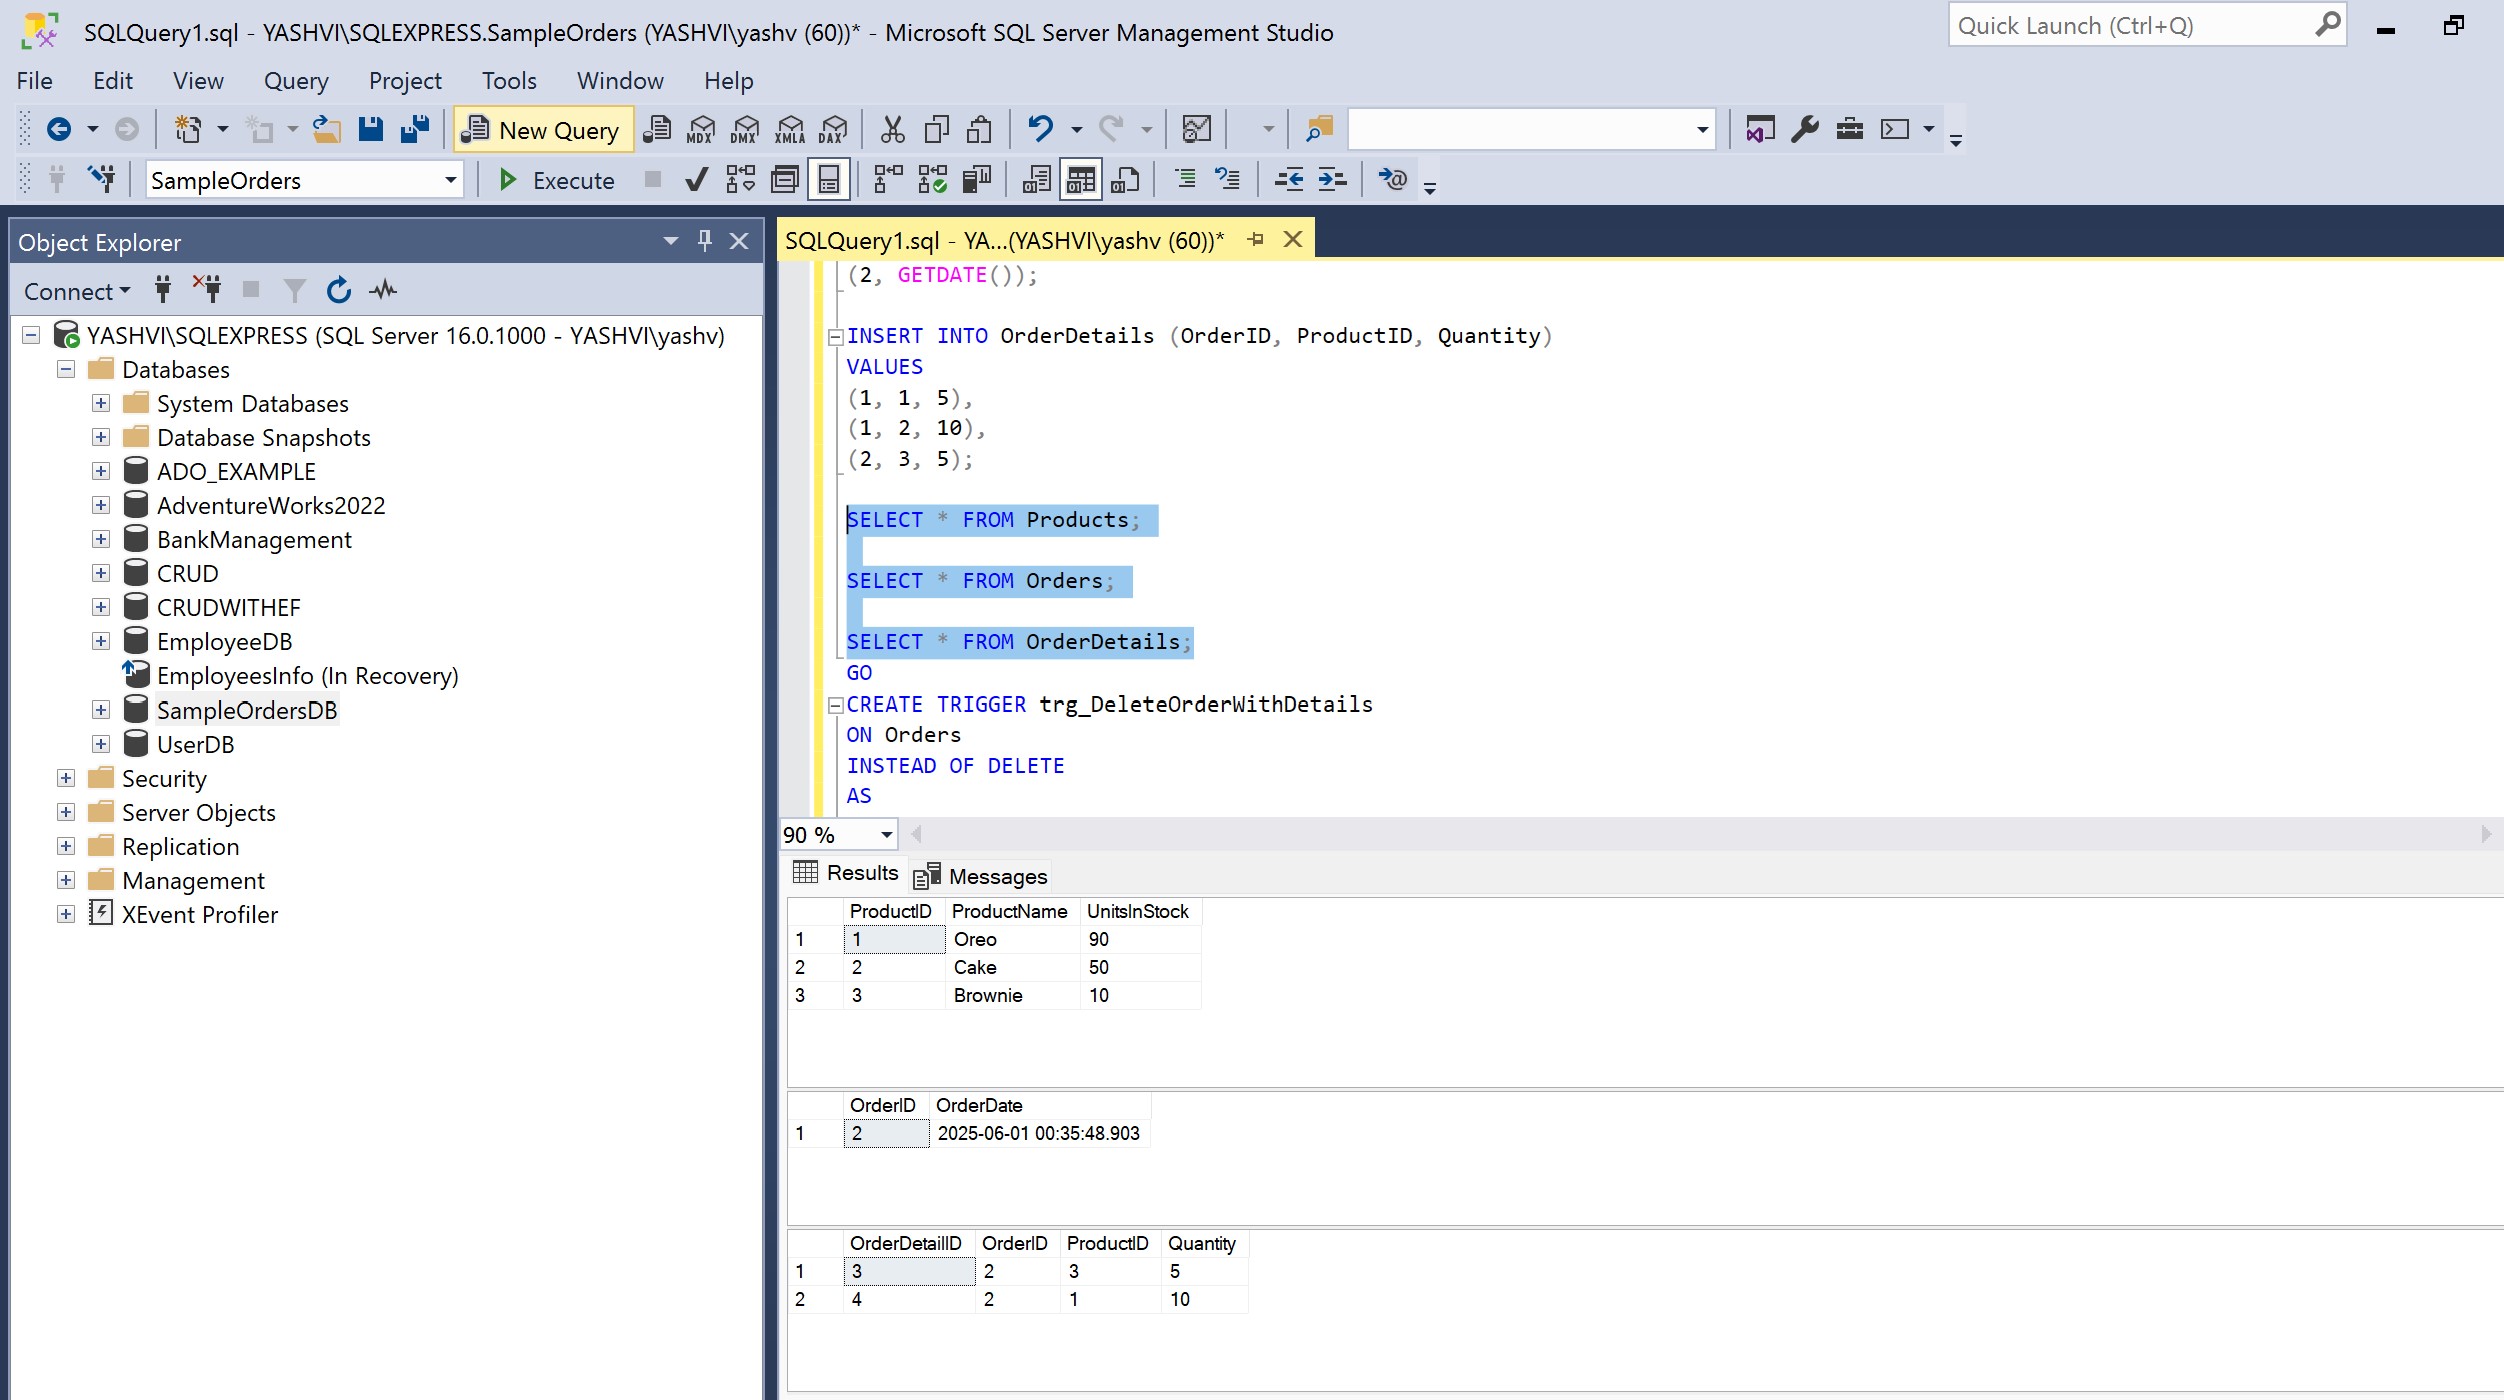 SQLQuery1.sql - YASHVI\SQLEXPRESS.SampleOrders (YASHVI\yashv (60))* - Microsoft SQL Server Management Studio
Quick Launch (Ctrl+Q)
File Edit View Query Project Tools Window Help
New Query MDX DMX XMLA DAX
SampleOrders Execute
Object Explorer
Connect
YASHVI\SQLEXPRESS (SQL Server 16.0.1000 - YASHVI\yashv)
Databases
System Databases
Database Snapshots
ADO_EXAMPLE
AdventureWorks2022
BankManagement
CRUD
CRUDWITHEF
EmployeeDB
EmployeesInfo (In Recovery)
SampleOrdersDB
UserDB
Security
Server Objects
Replication
Management
XEvent Profiler
SQLQuery1.sql - YA...(YASHVI\yashv (60))*
(2, GETDATE());
INSERT INTO OrderDetails (OrderID, ProductID, Quantity)
VALUES
(1, 1, 5),
(1, 2, 10),
(2, 3, 5);
SELECT * FROM Products;
SELECT * FROM Orders;
SELECT * FROM OrderDetails;
GO
CREATE TRIGGER trg_DeleteOrderWithDetails
ON Orders
INSTEAD OF DELETE
AS
90 %
Results Messages
ProductID ProductName UnitsInStock
1 1 Oreo 90
2 2 Cake 50
3 3 Brownie 10
OrderID OrderDate
1 2 2025-06-01 00:35:48.903
OrderDetailID OrderID ProductID Quantity
1 3 2 3 5
2 4 2 1 10